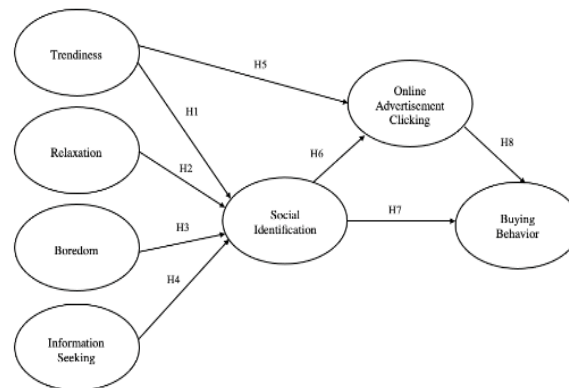 Trendiness
H5
Online
Advertisement
Clicking
H1
Relaxation
H2
H6
H8
Social
Identification
H7
Buying
Behavior
Boredom
H3
H4
Information
Seeking